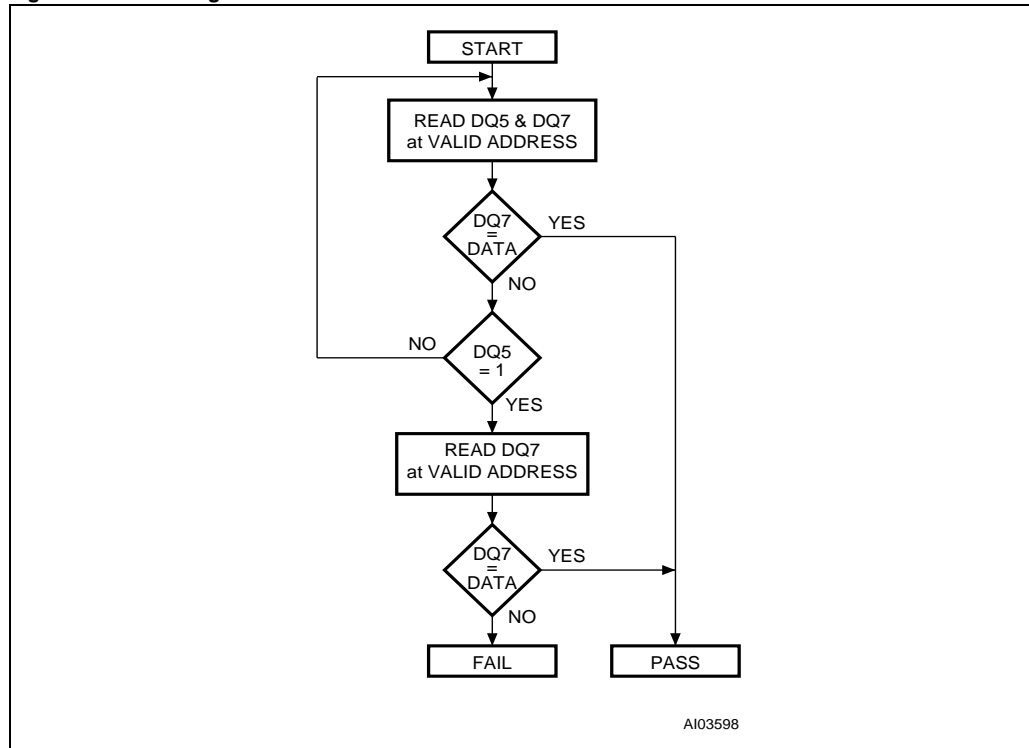 START
READ DQ5 & DQ7
at VALID ADDRESS
DQ7
=
DATA
YES
NO
DQ5
= 1
NO
YES
READ DQ7
at VALID ADDRESS
DQ7
=
DATA
YES
NO
FAIL
PASS
AI03598